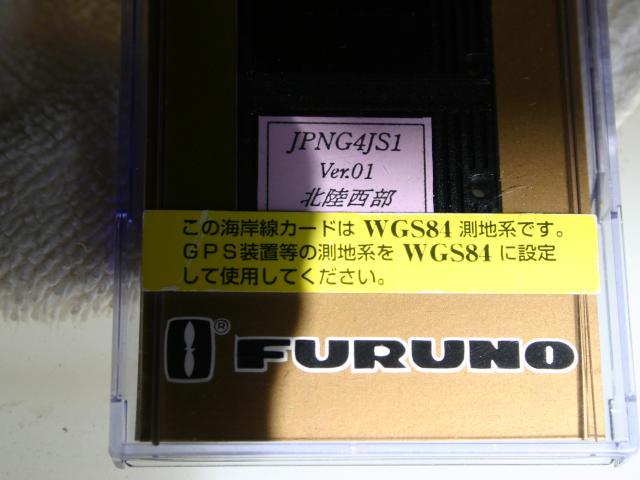 JPNG4JS1
Ver.01
北陸西部
この海岸線カードは WGS84 測地系です。
GPS装置等の測地系を WGS84 に設定
して使用してください。
® FURUNO